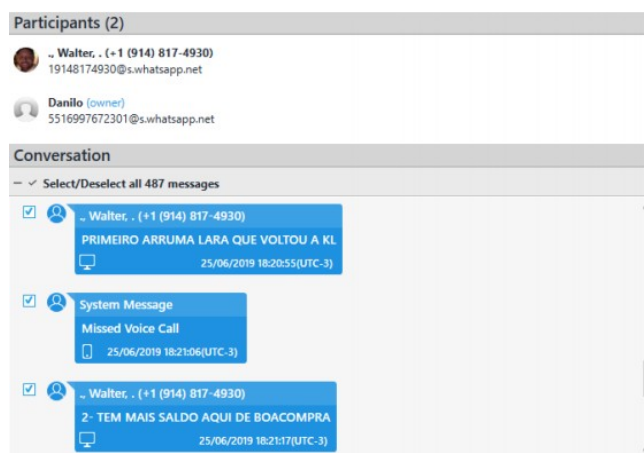 Participants (2)
., Walter, . (+1 (914) 817-4930)
19148174930@s.whatsapp.net
Danilo (owner)
5516997672301@s.whatsapp.net
Conversation
Select/Deselect all 487 messages
., Walter, . (+1 (914) 817-4930)
PRIMEIRO ARRUMA LARA QUE VOLTOU A KL
25/06/2019 18:20:55(UTC-3)
System Message
Missed Voice Call
25/06/2019 18:21:06(UTC-3)
., Walter, . (+1 (914) 817-4930)
2- TEM MAIS SALDO AQUI DE BOACOMPRA
25/06/2019 18:21:17(UTC-3)